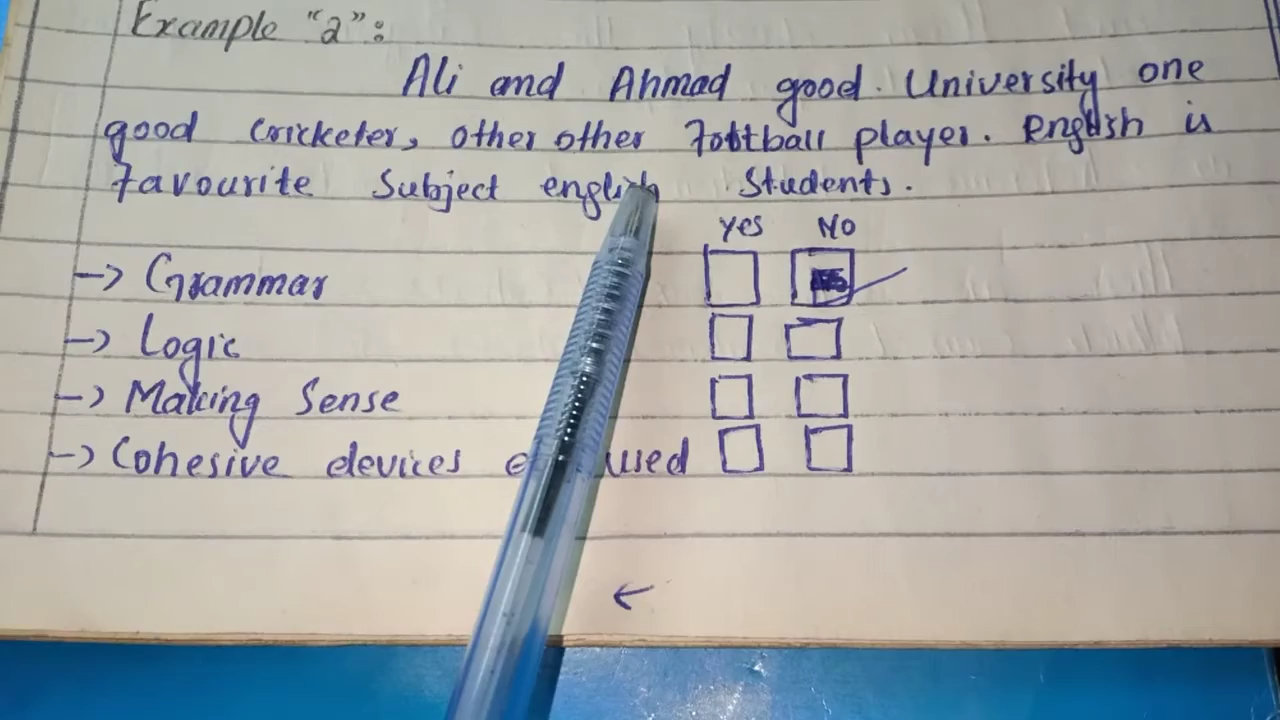 Example "2":
Ali and Ahmad good. University one
good cricketer, other other football player. English is
favourite Subject english Students.
Yes No
-> Grammar
-> Logic
-> Making Sense
-> Cohesive devices used